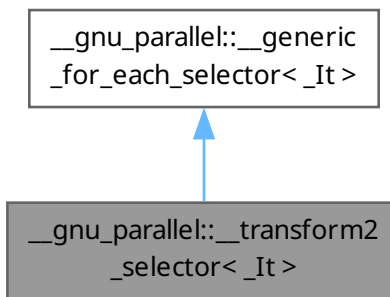 __gnu_parallel::__generic
_for_each_selector< _It >
__gnu_parallel::__transform2
_selector< _It >